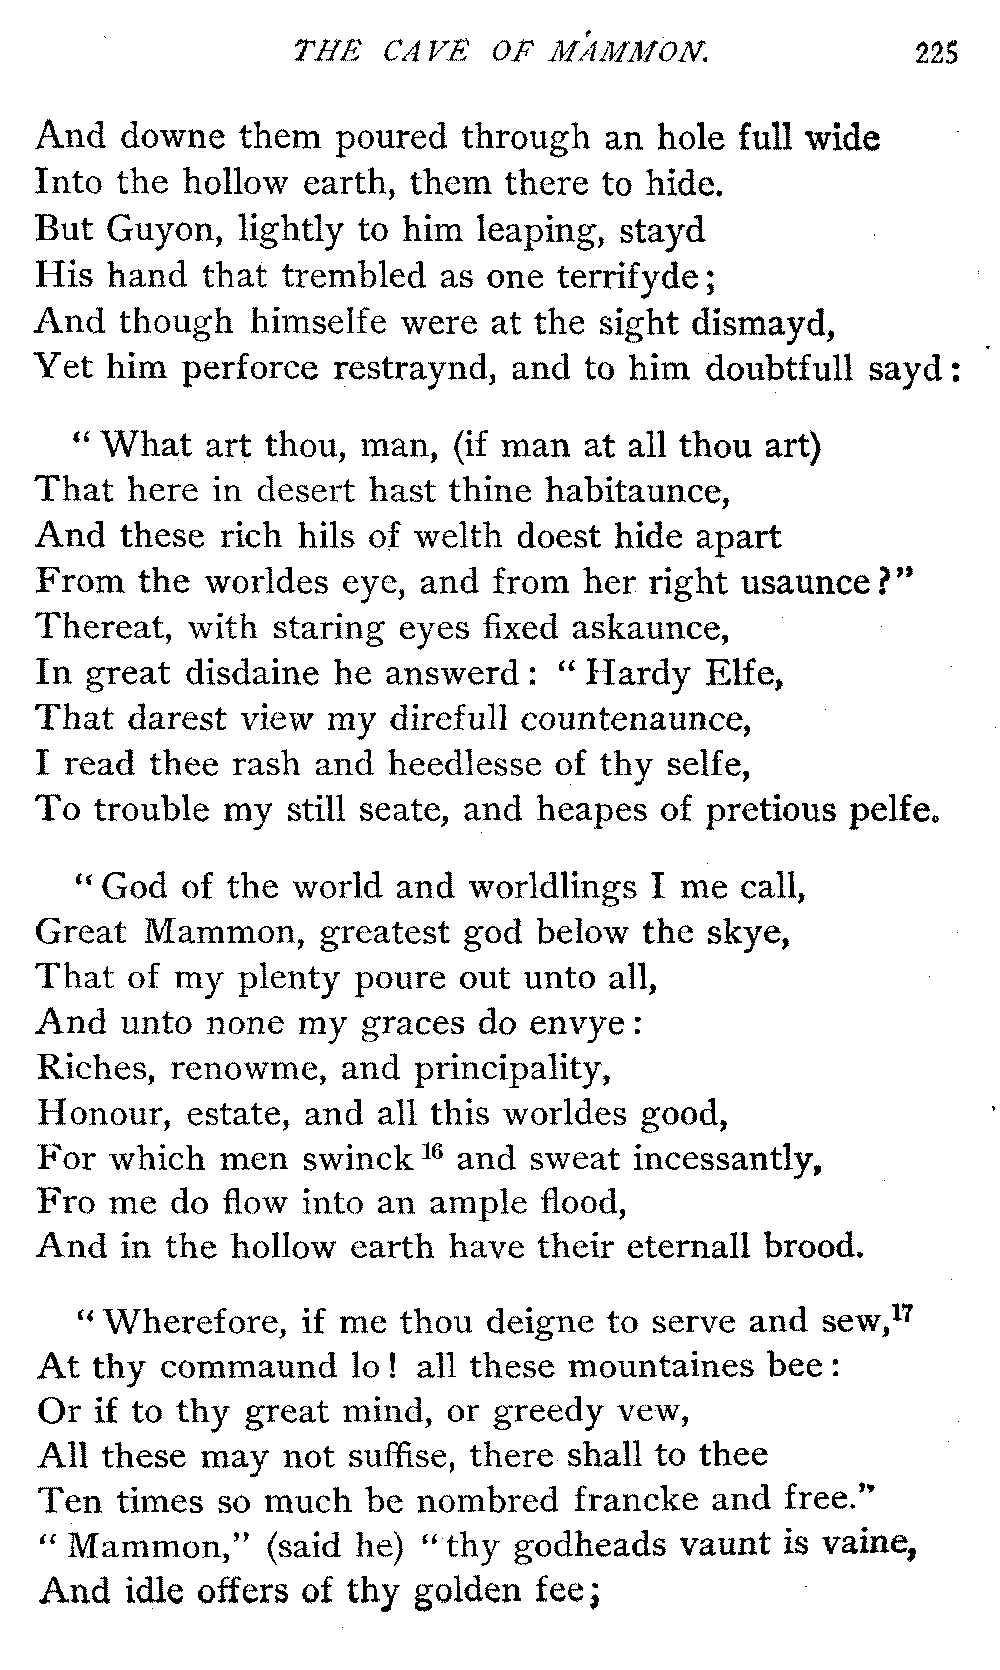 THE CAVE OF MAMMON. 225
And downe them poured through an hole full wide
Into the hollow earth, them there to hide.
But Guyon, lightly to him leaping, stayd
His hand that trembled as one terrifyde;
And though himselfe were at the sight dismayd,
Yet him perforce restraynd, and to him doubtfull sayd:
“What art thou, man, (if man at all thou art)
That here in desert hast thine habitaunce,
And these rich hils of welth doest hide apart
From the worldes eye, and from her right usaunce?”
Thereat, with staring eyes fixed askaunce,
In great disdaine he answerd: “Hardy Elfe,
That darest view my direfull countenaunce,
I read thee rash and heedlesse of thy selfe,
To trouble my still seate, and heapes of pretious pelfe.
“God of the world and worldlings I me call,
Great Mammon, greatest god below the skye,
That of my plenty poure out unto all,
And unto none my graces do envye:
Riches, renowme, and principality,
Honour, estate, and all this worldes good,
For which men swinck¹⁶ and sweat incessantly,
Fro me do flow into an ample flood,
And in the hollow earth have their eternall brood.
“Wherefore, if me thou deigne to serve and sew,¹⁷
At thy commaund lo! all these mountaines bee:
Or if to thy great mind, or greedy vew,
All these may not suffise, there shall to thee
Ten times so much be nombred francke and free.”
“Mammon,” (said he) “thy godheads vaunt is vaine,
And idle offers of thy golden fee;